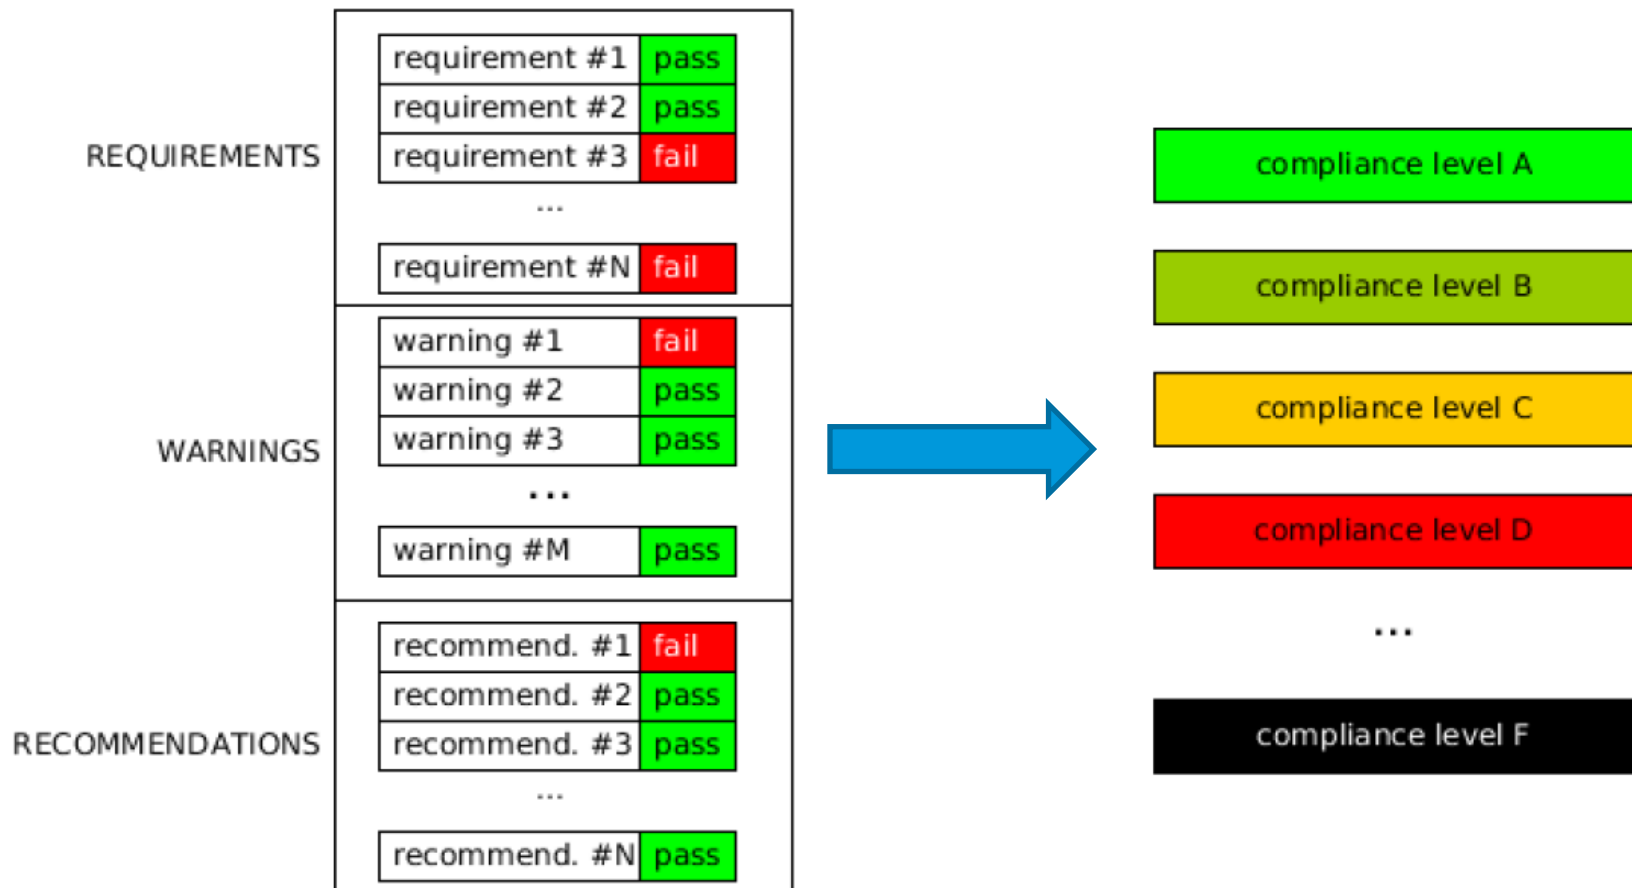 requirement #1 pass
requirement #2 pass
REQUIREMENTS
requirement #3 fail
...
requirement #N fail
warning #1 fail
warning #2 pass
warning #3 pass
WARNINGS
...
warning #M pass
recommend. #1 fail
recommend. #2 pass
recommend. #3 pass
RECOMMENDATIONS
...
recommend. #N pass
compliance level A
compliance level B
compliance level C
compliance level D
...
compliance level F